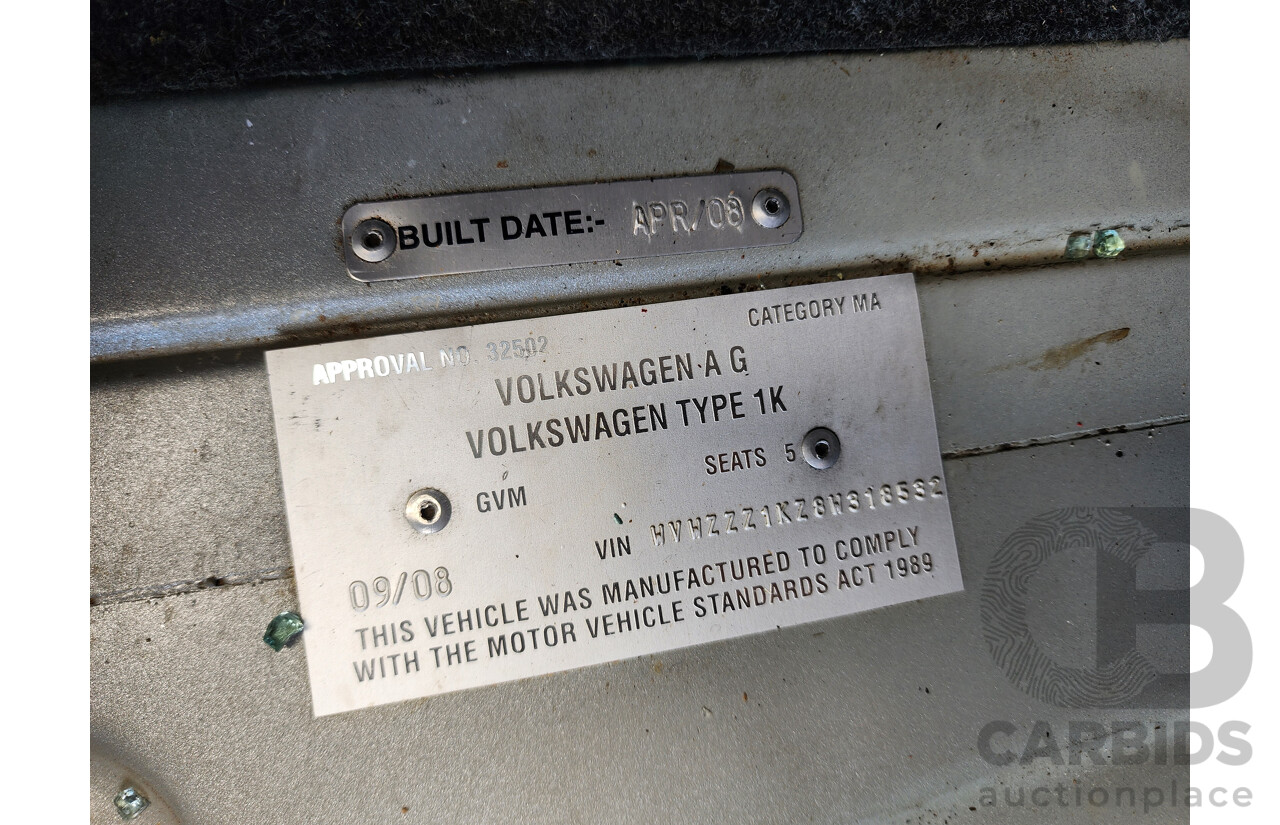 BUILT DATE:- APR/08
APPROVAL NO. 32502
CATEGORY MA
VOLKSWAGEN A G
VOLKSWAGEN TYPE 1K
SEATS 5
GVM
VIN WVWZZZ1KZ8W318532
09/08
THIS VEHICLE WAS MANUFACTURED TO COMPLY
WITH THE MOTOR VEHICLE STANDARDS ACT 1989
CB
CARBIDS
auctionplace